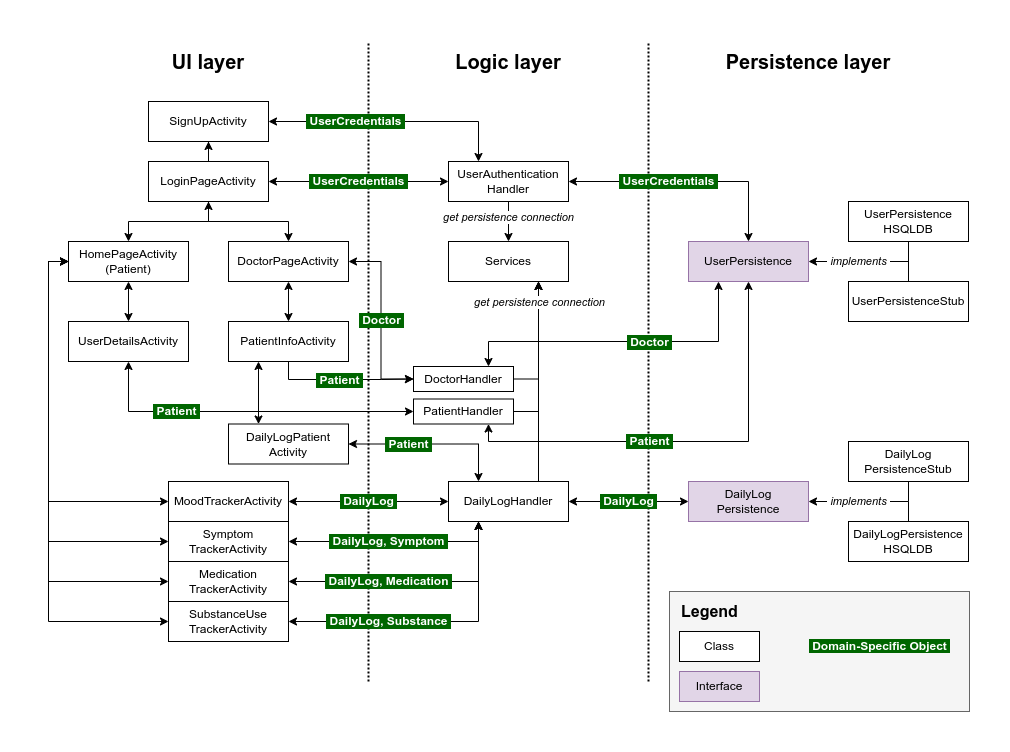 UI layer
Logic layer
Persistence layer
SignUpActivity
UserCredentials
LoginPageActivity
UserCredentials
UserAuthentication
Handler
UserCredentials
get persistence connection
UserPersistence
HSQLDB
HomePageActivity
(Patient)
DoctorPageActivity
Services
UserPersistence
implements
get persistence connection
UserPersistenceStub
Doctor
UserDetailsActivity
PatientInfoActivity
Doctor
Patient
DoctorHandler
Patient
PatientHandler
DailyLogPatient
Activity
Patient
Patient
DailyLog
PersistenceStub
MoodTrackerActivity
DailyLog
DailyLogHandler
DailyLog
DailyLog
Persistence
implements
Symptom
TrackerActivity
DailyLog, Symptom
DailyLogPersistence
HSQLDB
Medication
TrackerActivity
DailyLog, Medication
SubstanceUse
TrackerActivity
DailyLog, Substance
Legend
Class
Domain-Specific Object
Interface